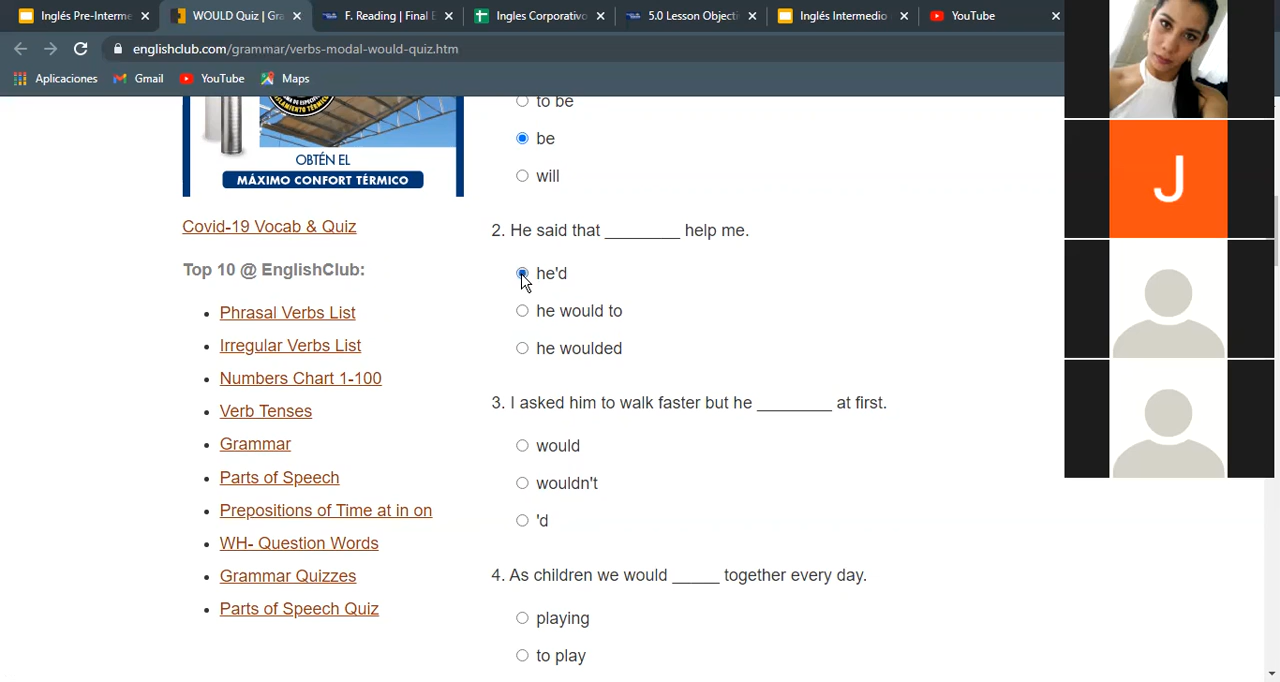 Inglés Pre-Interme
WOULD Quiz | Gra
F. Reading | Final E
Ingles Corporativo
5.0 Lesson Objecti
Inglés Intermedio
YouTube
englishclub.com/grammar/verbs-modal-would-quiz.htm
Aplicaciones
Gmail
YouTube
Maps
OBTÉN EL
MÁXIMO CONFORT TÉRMICO
Covid-19 Vocab & Quiz
Top 10 @ EnglishClub:
• Phrasal Verbs List
• Irregular Verbs List
• Numbers Chart 1-100
• Verb Tenses
• Grammar
• Parts of Speech
• Prepositions of Time at in on
• WH- Question Words
• Grammar Quizzes
• Parts of Speech Quiz
to be
be
will
2. He said that ________ help me.
he'd
he would to
he woulded
3. I asked him to walk faster but he ________ at first.
would
wouldn't
'd
4. As children we would _____ together every day.
playing
to play
J